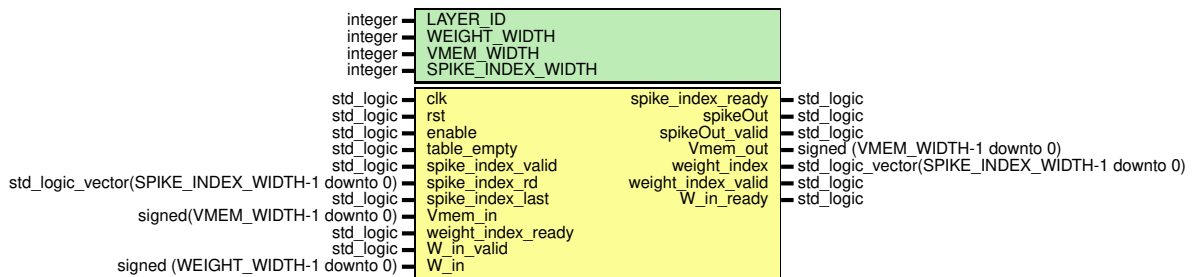 integer LAYER_ID
integer WEIGHT_WIDTH
integer VMEM_WIDTH
integer SPIKE_INDEX_WIDTH
std_logic clk spike_index_ready std_logic
std_logic rst spikeOut std_logic
std_logic enable spikeOut_valid std_logic
std_logic table_empty Vmem_out signed (VMEM_WIDTH-1 downto 0)
std_logic spike_index_valid weight_index std_logic_vector(SPIKE_INDEX_WIDTH-1 downto 0)
std_logic_vector(SPIKE_INDEX_WIDTH-1 downto 0) spike_index_rd weight_index_valid std_logic
std_logic spike_index_last W_in_ready std_logic
signed(VMEM_WIDTH-1 downto 0) Vmem_in
std_logic weight_index_ready
std_logic W_in_valid
signed (WEIGHT_WIDTH-1 downto 0) W_in